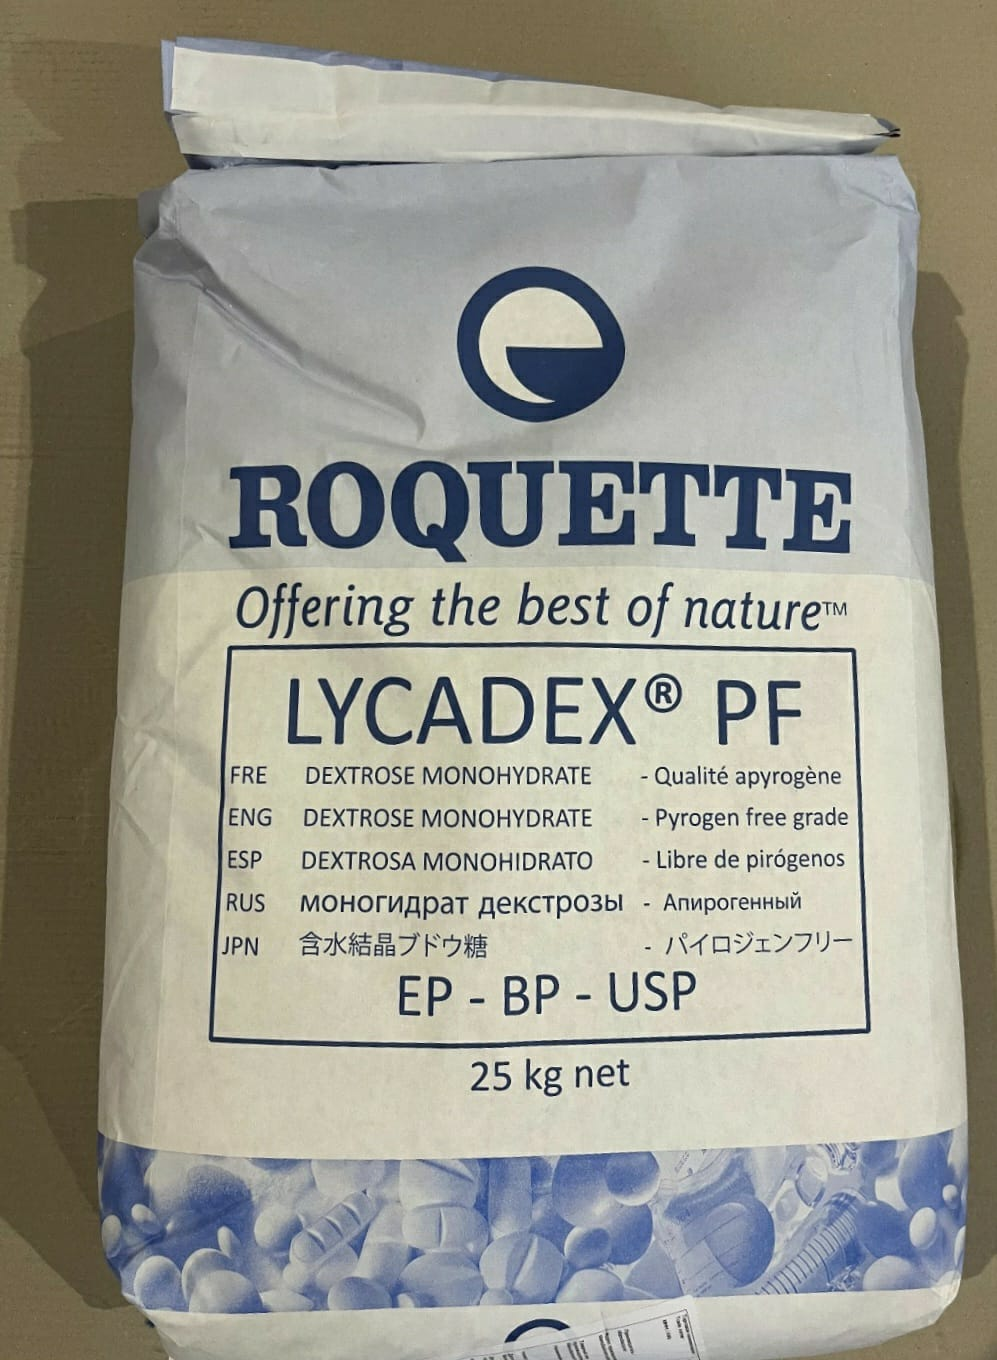 ROQUETTE
Offering the best of nature™
LYCADEX® PF
FRE DEXTROSE MONOHYDRATE - Qualité apyrogène
ENG DEXTROSE MONOHYDRATE - Pyrogen free grade
ESP DEXTROSA MONOHIDRATO - Libre de pirógenos
RUS моногидрат декстрозы - Апирогенный
JPN 含水結晶ブドウ糖 - パイロジェンフリー
EP - BP - USP
25 kg net